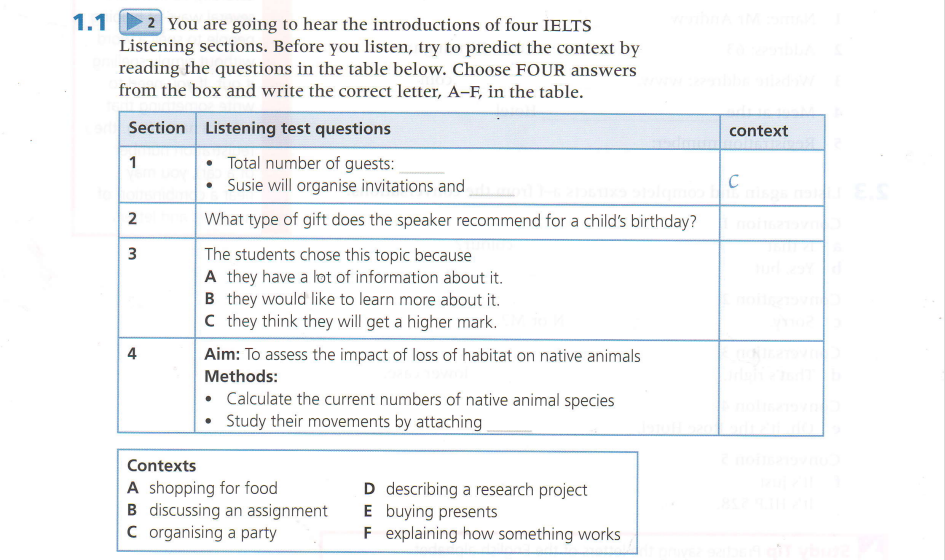 1.1 2 You are going to hear the introductions of four IELTS
Listening sections. Before you listen, try to predict the context by
reading the questions in the table below. Choose FOUR answers
from the box and write the correct letter, A–F, in the table.
Section Listening test questions context
1 • Total number of guests: ______
• Susie will organise invitations and ______
C
2 What type of gift does the speaker recommend for a child's birthday?
3 The students chose this topic because
A they have a lot of information about it.
B they would like to learn more about it.
C they think they will get a higher mark.
4 Aim: To assess the impact of loss of habitat on native animals
Methods:
• Calculate the current numbers of native animal species
• Study their movements by attaching ______
Contexts
A shopping for food
B discussing an assignment
C organising a party
D describing a research project
E buying presents
F explaining how something works